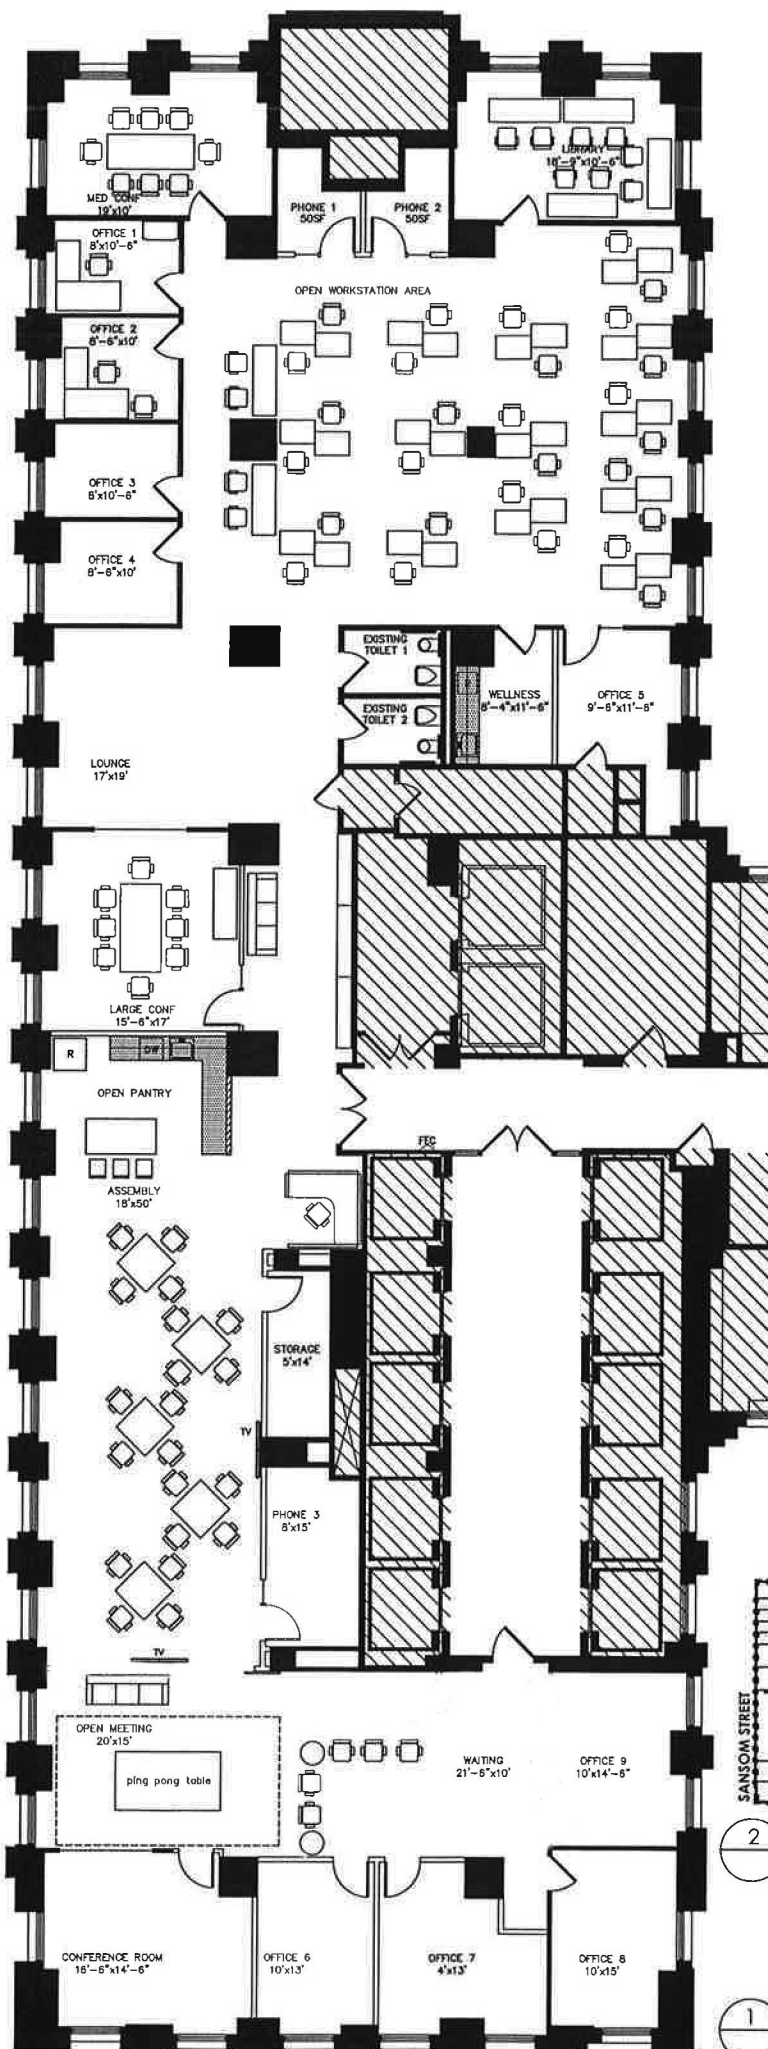 LIBRARY
18'-9"x10'-6"
MED CONF
19'x10'
PHONE 1
50SF
PHONE 2
50SF
OFFICE 1
8'x10'-6"
OPEN WORKSTATION AREA
OFFICE 2
8'-6"x10'
OFFICE 3
8'x10'-6"
OFFICE 4
8'-6"x10'
EXISTING
TOILET 1
EXISTING
TOILET 2
WELLNESS
8'-4"x11'-6"
OFFICE 5
9'-6"x11'-6"
LOUNGE
17'x19'
LARGE CONF
15'-6"x17'
R
DW
OPEN PANTRY
FEC
ASSEMBLY
18'x50'
STORAGE
5'x14'
TV
PHONE 3
8'x15'
TV
OPEN MEETING
20'x15'
ping pong table
WAITING
21'-6"x10'
OFFICE 9
10'x14'-6"
SANSOM STREET
2
CONFERENCE ROOM
16'-6"x14'-6"
OFFICE 6
10'x13'
OFFICE 7
4'x13'
OFFICE 8
10'x15'
1